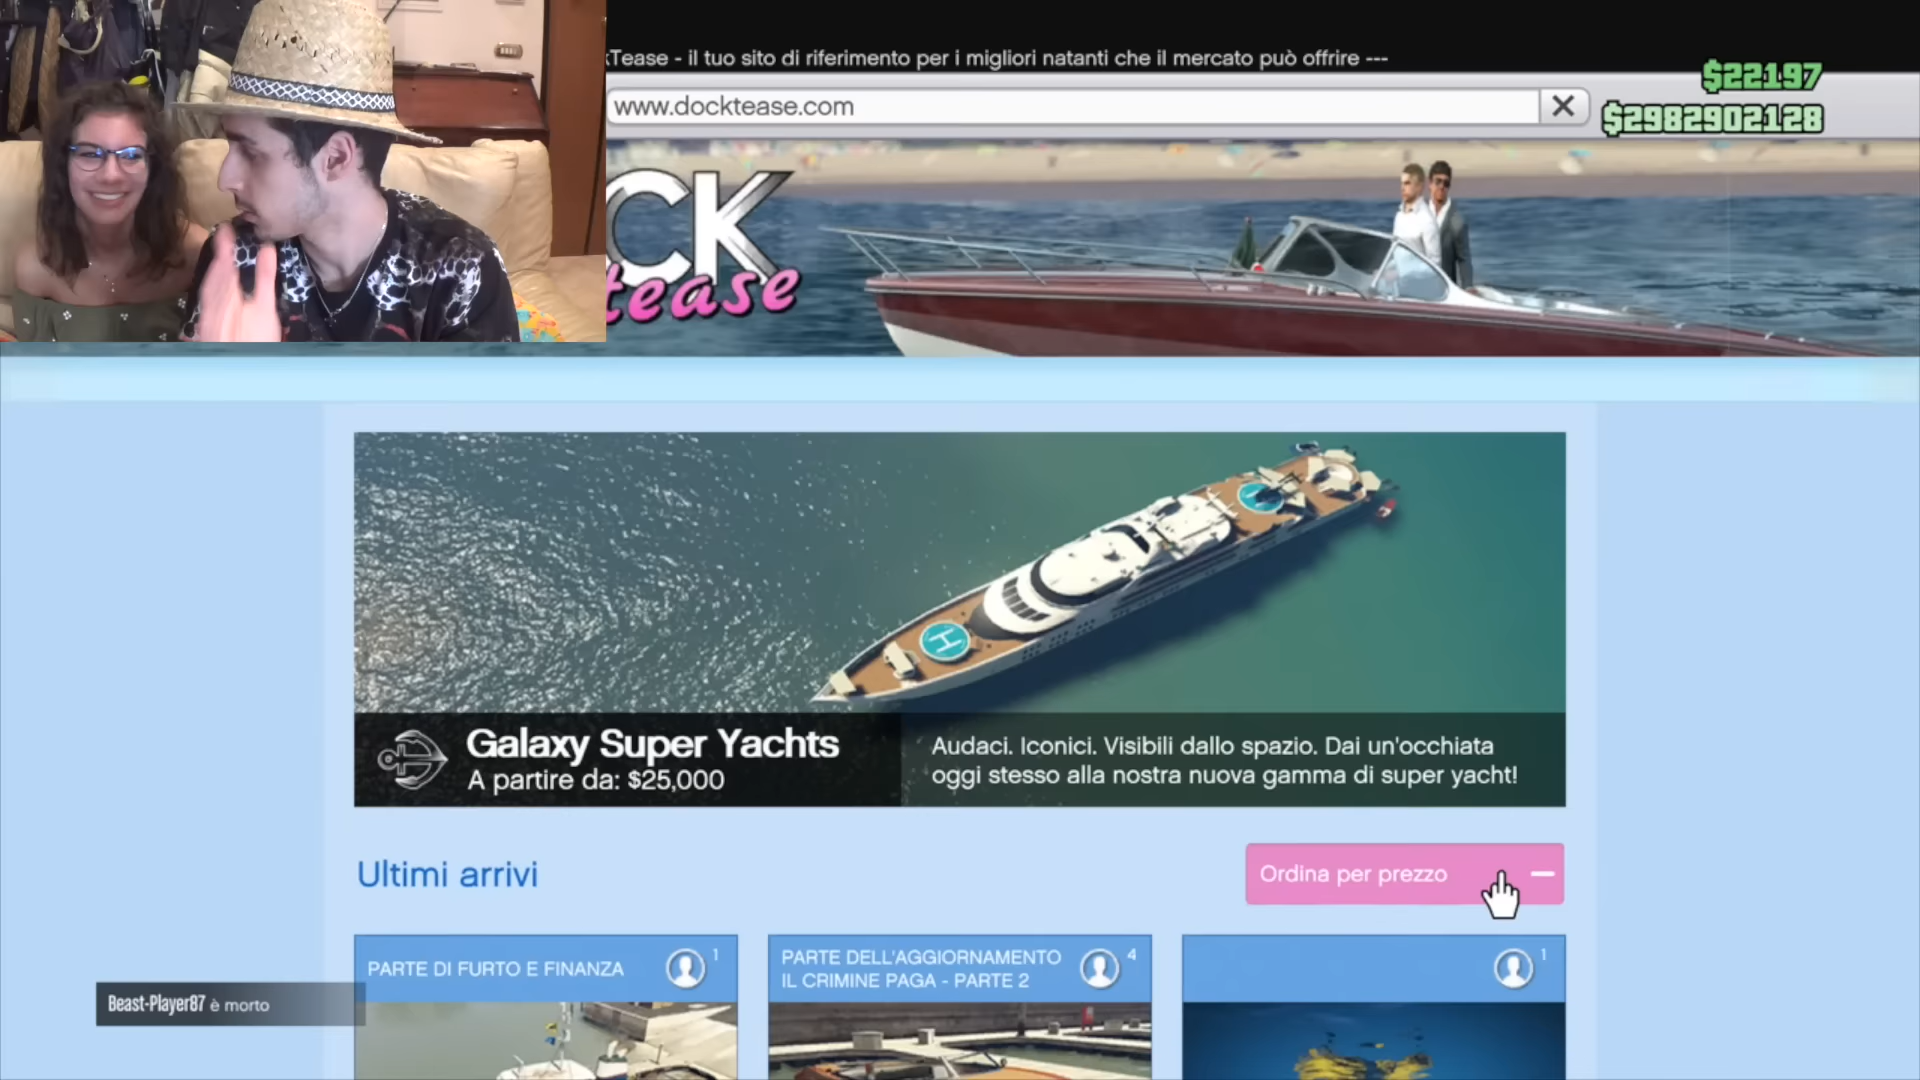 kTease - il tuo sito di riferimento per i migliori natanti che il mercato può offrire ---
$22197
www.docktease.com
$2982902128
CK
tease
Galaxy Super Yachts
A partire da: $25,000
Audaci. Iconici. Visibili dallo spazio. Dai un'occhiata
oggi stesso alla nostra nuova gamma di super yacht!
Ultimi arrivi
Ordina per prezzo
PARTE DI FURTO E FINANZA
1
PARTE DELL'AGGIORNAMENTO
IL CRIMINE PAGA - PARTE 2
4
1
Beast-Player87 è morto